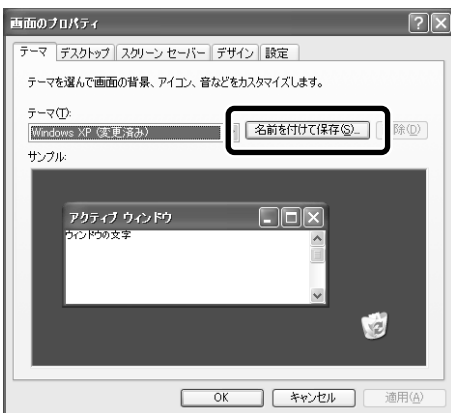 画面のプロパティ
テーマ デスクトップ スクリーン セーバー デザイン 設定
テーマを選んで画面の背景、アイコン、音などをカスタマイズします。
テーマ(T):
Windows XP (変更済み) 名前を付けて保存(S)... 除(D)
サンプル:
アクティブ ウィンドウ
ウィンドウの文字
OK キャンセル 適用(A)